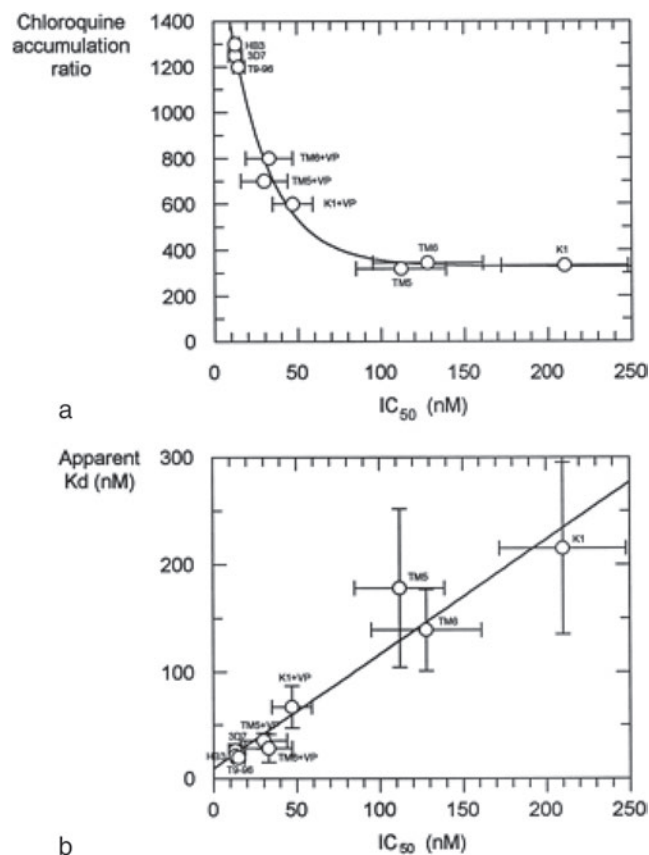 Chloroquine
accumulation
ratio
1400
1200
1000
800
600
400
200
0
HB3
3D7
T9-96
TM6+VP
TM5+VP
K1+VP
TM6
TM5
K1
0 50 100 150 200 250
IC50 (nM)
a
Apparent
Kd (nM)
300
200
100
0
K1
TM5
TM6
K1+VP
TM5+VP
3D7
HB3
T9-96
TM6+VP
0 50 100 150 200 250
IC50 (nM)
b